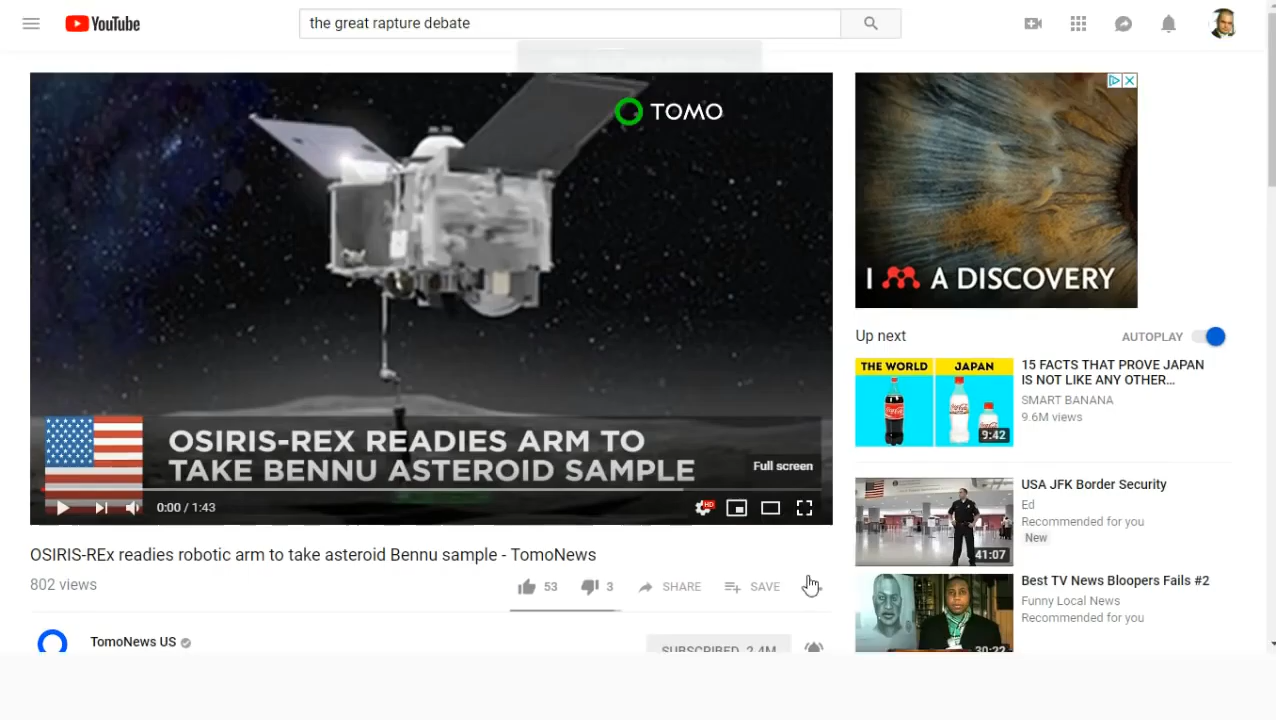 YouTube
the great rapture debate
TOMO
OSIRIS-REX READIES ARM TO
TAKE BENNU ASTEROID SAMPLE
Full screen
0:00 / 1:43
HD
OSIRIS-REx readies robotic arm to take asteroid Bennu sample - TomoNews
802 views
53
3
SHARE
SAVE
TomoNews US
SUBSCRIBED 2.4M
I A DISCOVERY
Up next
AUTOPLAY
THE WORLD
JAPAN
9:42
15 FACTS THAT PROVE JAPAN
IS NOT LIKE ANY OTHER...
SMART BANANA
9.6M views
41:07
USA JFK Border Security
Ed
Recommended for you
New
30:22
Best TV News Bloopers Fails #2
Funny Local News
Recommended for you